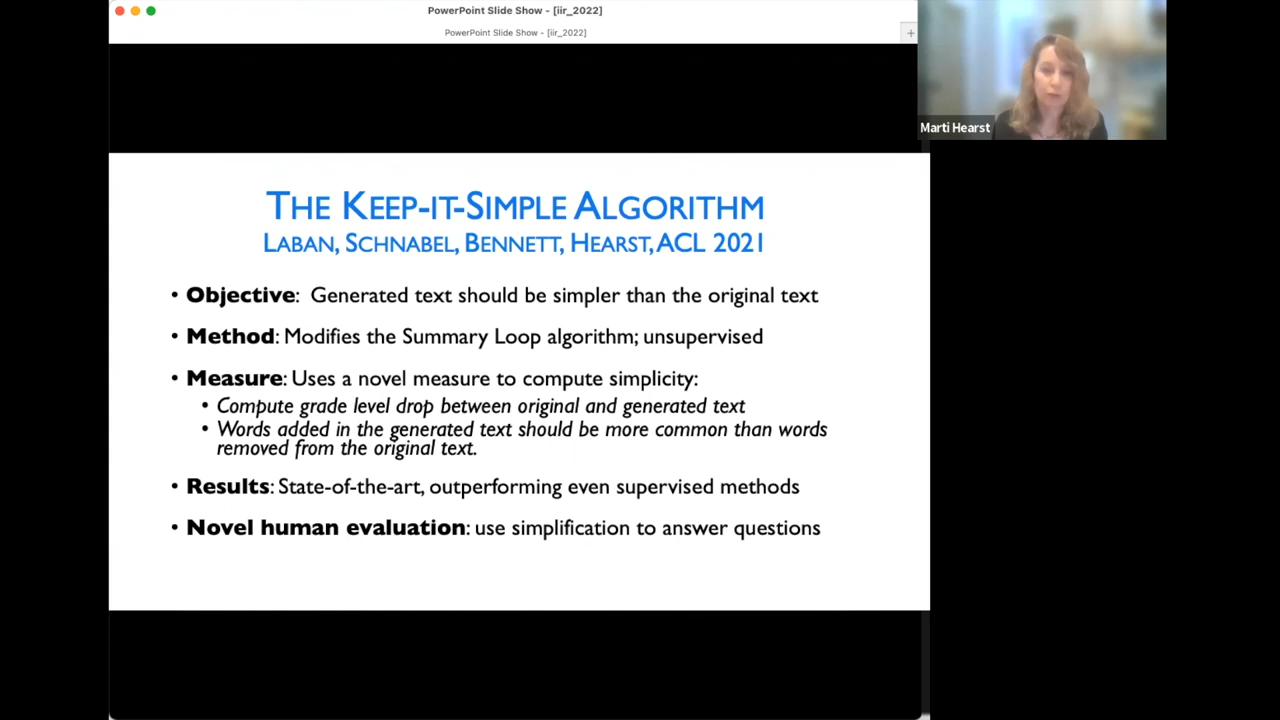 PowerPoint Slide Show - [iir_2022]
PowerPoint Slide Show - [iir_2022]
+
Marti Hearst
THE KEEP-IT-SIMPLE ALGORITHM
LABAN, SCHNABEL, BENNETT, HEARST, ACL 2021
• Objective: Generated text should be simpler than the original text
• Method: Modifies the Summary Loop algorithm; unsupervised
• Measure: Uses a novel measure to compute simplicity:
• Compute grade level drop between original and generated text
• Words added in the generated text should be more common than words
removed from the original text.
• Results: State-of-the-art, outperforming even supervised methods
• Novel human evaluation: use simplification to answer questions